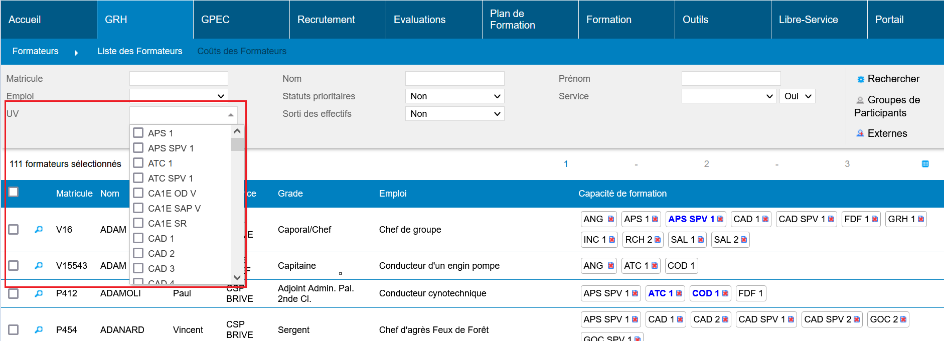 Accueil GRH GPEC Recrutement Evaluations Plan de Formation Formation Outils Libre-Service Portail
Formateurs Liste des Formateurs Coûts des Formateurs
Matricule Nom Prénom Rechercher
Emploi Statuts prioritaires Non Service Oui Groupes de Participants
UV Sorti des effectifs Non Externes
APS 1
APS SPV 1
ATC 1
ATC SPV 1
CA1E OD V
CA1E SAP V
CA1E SR
CAD 1
CAD 2
CAD 3
CAD 4
111 formateurs sélectionnés 1 - 2 - 3
Matricule Nom ce Grade Emploi Capacité de formation
V16 ADAM VE Caporal/Chef Chef de groupe ANG APS 1 APS SPV 1 CAD 1 CAD SPV 1 FDF 1 GRH 1
INC 1 RCH 2 SAL 1 SAL 2
V15543 ADAM Capitaine Conducteur d'un engin pompe ANG ATC 1 COD 1
P412 ADAMOLI Paul CSP BRIVE Adjoint Admin. Pal. 2nde Cl. Conducteur cynotechnique APS SPV 1 ATC 1 COD 1 FDF 1
P454 ADANARD Vincent CSP BRIVE Sergent Chef d'agrès Feux de Forêt APS SPV 1 CAD 1 CAD 2 CAD SPV 1 CAD SPV 2 GOC 2
GOC SPV 1